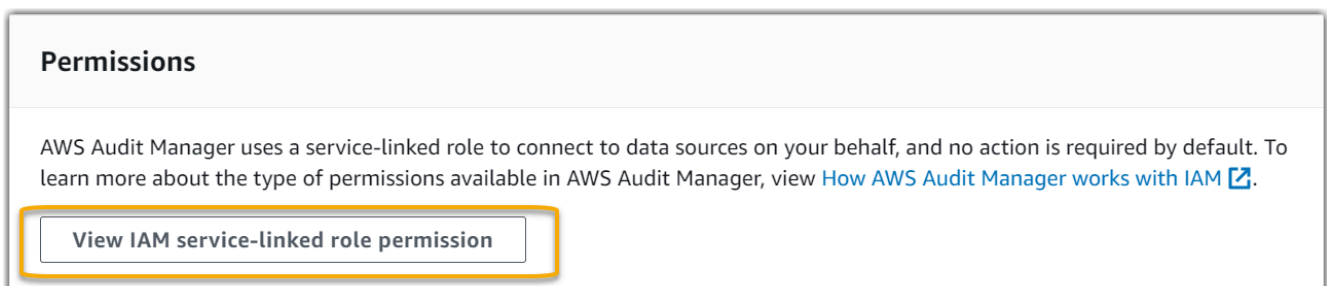 Permissions
AWS Audit Manager uses a service-linked role to connect to data sources on your behalf, and no action is required by default. To
learn more about the type of permissions available in AWS Audit Manager, view How AWS Audit Manager works with IAM.
View IAM service-linked role permission